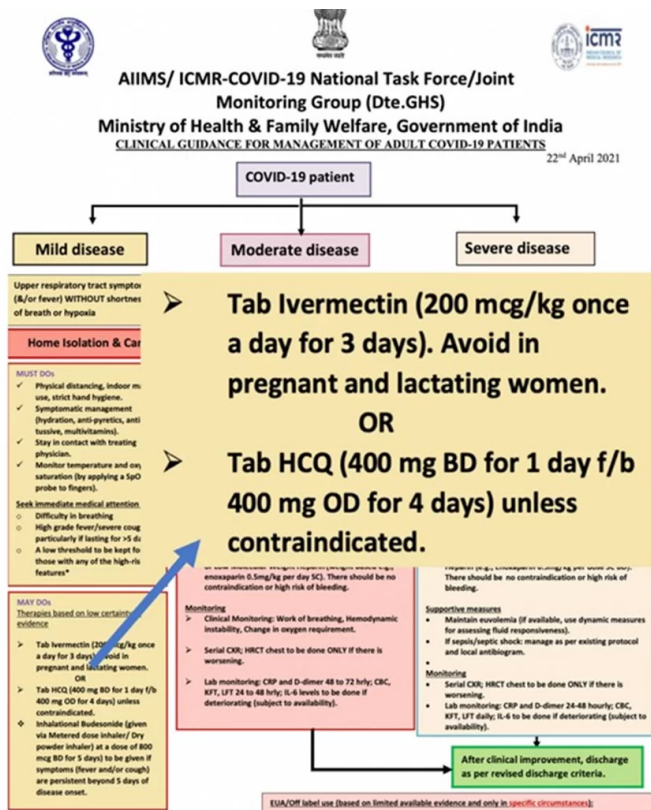 सत्यमेव जयते
icmr
INDIAN COUNCIL OF
MEDICAL RESEARCH
AIIMS/ ICMR-COVID-19 National Task Force/Joint
Monitoring Group (Dte.GHS)
Ministry of Health & Family Welfare, Government of India
CLINICAL GUIDANCE FOR MANAGEMENT OF ADULT COVID-19 PATIENTS
22nd April 2021
COVID-19 patient
Mild disease
Moderate disease
Severe disease
Upper respiratory tract sympto
(&/or fever) WITHOUT shortnes
of breath or hypoxia
Home Isolation & Car
MUST DOs
✓ Physical distancing, indoor m
use, strict hand hygiene.
✓ Symptomatic management
(hydration, anti-pyretics, anti
tussive, multivitamins).
✓ Stay in contact with treating
physician.
✓ Monitor temperature and oxy
saturation (by applying a SpO
probe to fingers).
Seek immediate medical attention
o Difficulty in breathing
o High grade fever/severe coug
particularly if lasting for >5 da
o A low threshold to be kept fo
those with any of the high-ris
features*
➢ Tab Ivermectin (200 mcg/kg once
a day for 3 days). Avoid in
pregnant and lactating women.
OR
➢ Tab HCQ (400 mg BD for 1 day f/b
400 mg OD for 4 days) unless
contraindicated.
MAY DOs
Therapies based on low certainty
evidence
➢ Tab Ivermectin (200 mcg/kg once
a day for 3 days). Avoid in
pregnant and lactating women.
OR
➢ Tab HCQ (400 mg BD for 1 day f/b
400 mg OD for 4 days) unless
contraindicated.
❖ Inhalational Budesonide (given
via Metered dose inhaler/ Dry
powder inhaler) at a dose of 800
mcg BD for 5 days) to be given if
symptoms (fever and/or cough)
are persistent beyond 5 days of
disease onset.
enoxaparin 0.5mg/kg per day SC). There should be no
contraindication or high risk of bleeding.
Monitoring
➢ Clinical Monitoring: Work of breathing, Hemodynamic
instability, Change in oxygen requirement.
➢ Serial CXR; HRCT chest to be done ONLY if there is
worsening.
➢ Lab monitoring: CRP and D-dimer 48 to 72 hrly; CBC,
KFT, LFT 24 to 48 hrly; IL-6 levels to be done if
deteriorating (subject to availability).
There should be no contraindication or high risk of
bleeding.
Supportive measures
• Maintain euvolemia (if available, use dynamic measures
for assessing fluid responsiveness).
• If sepsis/septic shock: manage as per existing protocol
and local antibiogram.
•
Monitoring
• Serial CXR; HRCT chest to be done ONLY if there is
worsening.
• Lab monitoring: CRP and D-dimer 24-48 hourly; CBC,
KFT, LFT daily; IL-6 to be done if deteriorating (subject to
availability).
After clinical improvement, discharge
as per revised discharge criteria.
EUA/Off label use (based on limited available evidence and only in specific circumstances):